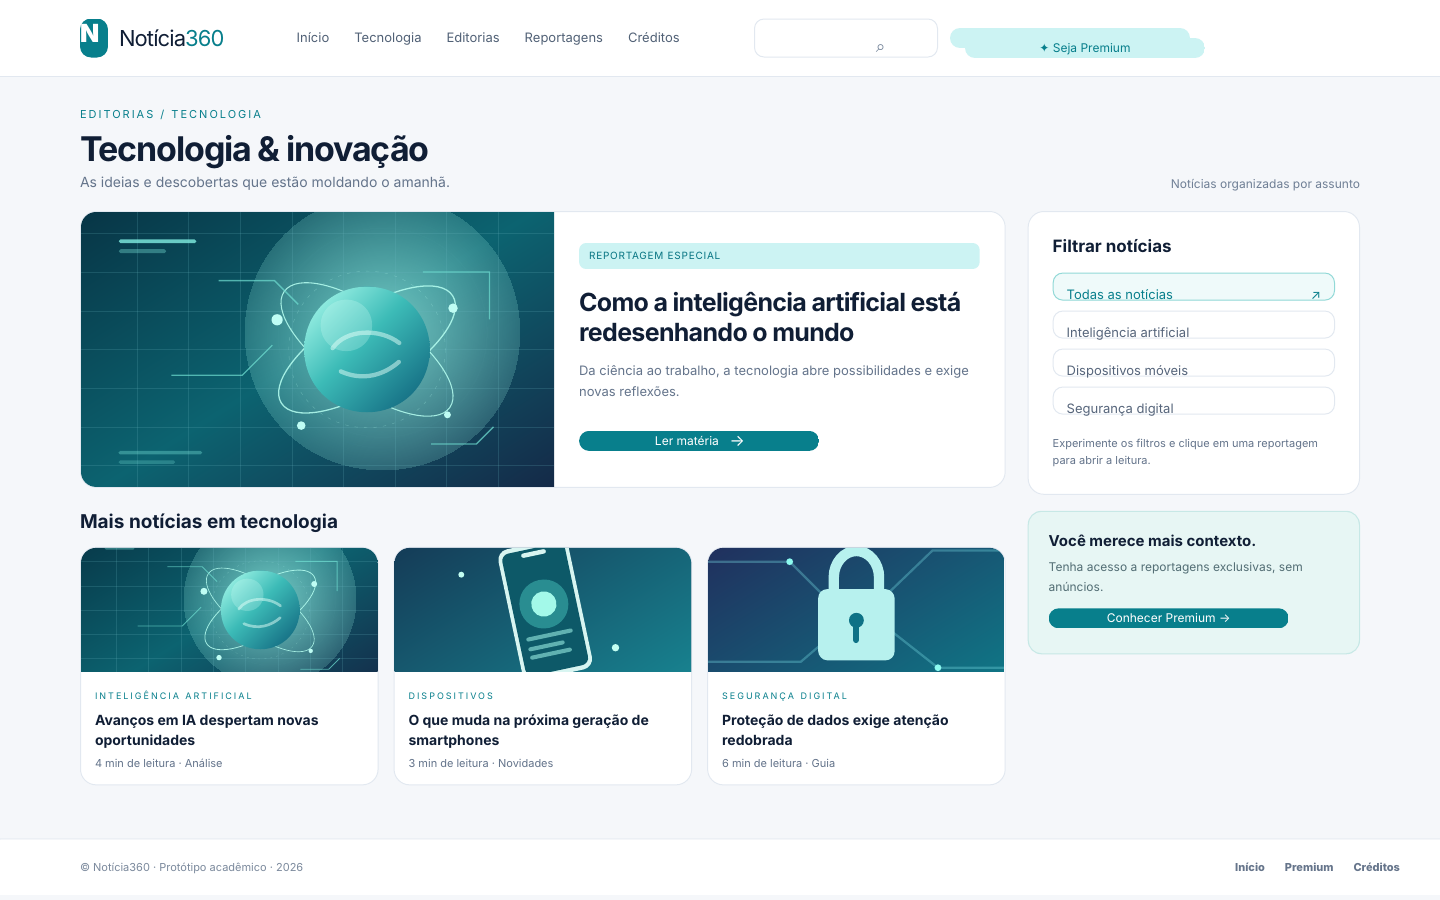 N Notícia360
Início Tecnologia Editorias Reportagens Créditos
⌕
✦ Seja Premium
EDITORIAS / TECNOLOGIA
Tecnologia & inovação
As ideias e descobertas que estão moldando o amanhã.
Notícias organizadas por assunto
REPORTAGEM ESPECIAL
Como a inteligência artificial está
redesenhando o mundo
Da ciência ao trabalho, a tecnologia abre possibilidades e exige
novas reflexões.
Ler matéria →
Filtrar notícias
Todas as notícias ↗
Inteligência artificial
Dispositivos móveis
Segurança digital
Experimente os filtros e clique em uma reportagem
para abrir a leitura.
Mais notícias em tecnologia
INTELIGÊNCIA ARTIFICIAL
Avanços em IA despertam novas
oportunidades
4 min de leitura · Análise
DISPOSITIVOS
O que muda na próxima geração de
smartphones
3 min de leitura · Novidades
SEGURANÇA DIGITAL
Proteção de dados exige atenção
redobrada
6 min de leitura · Guia
Você merece mais contexto.
Tenha acesso a reportagens exclusivas, sem
anúncios.
Conhecer Premium →
© Notícia360 · Protótipo acadêmico · 2026
Início Premium Créditos